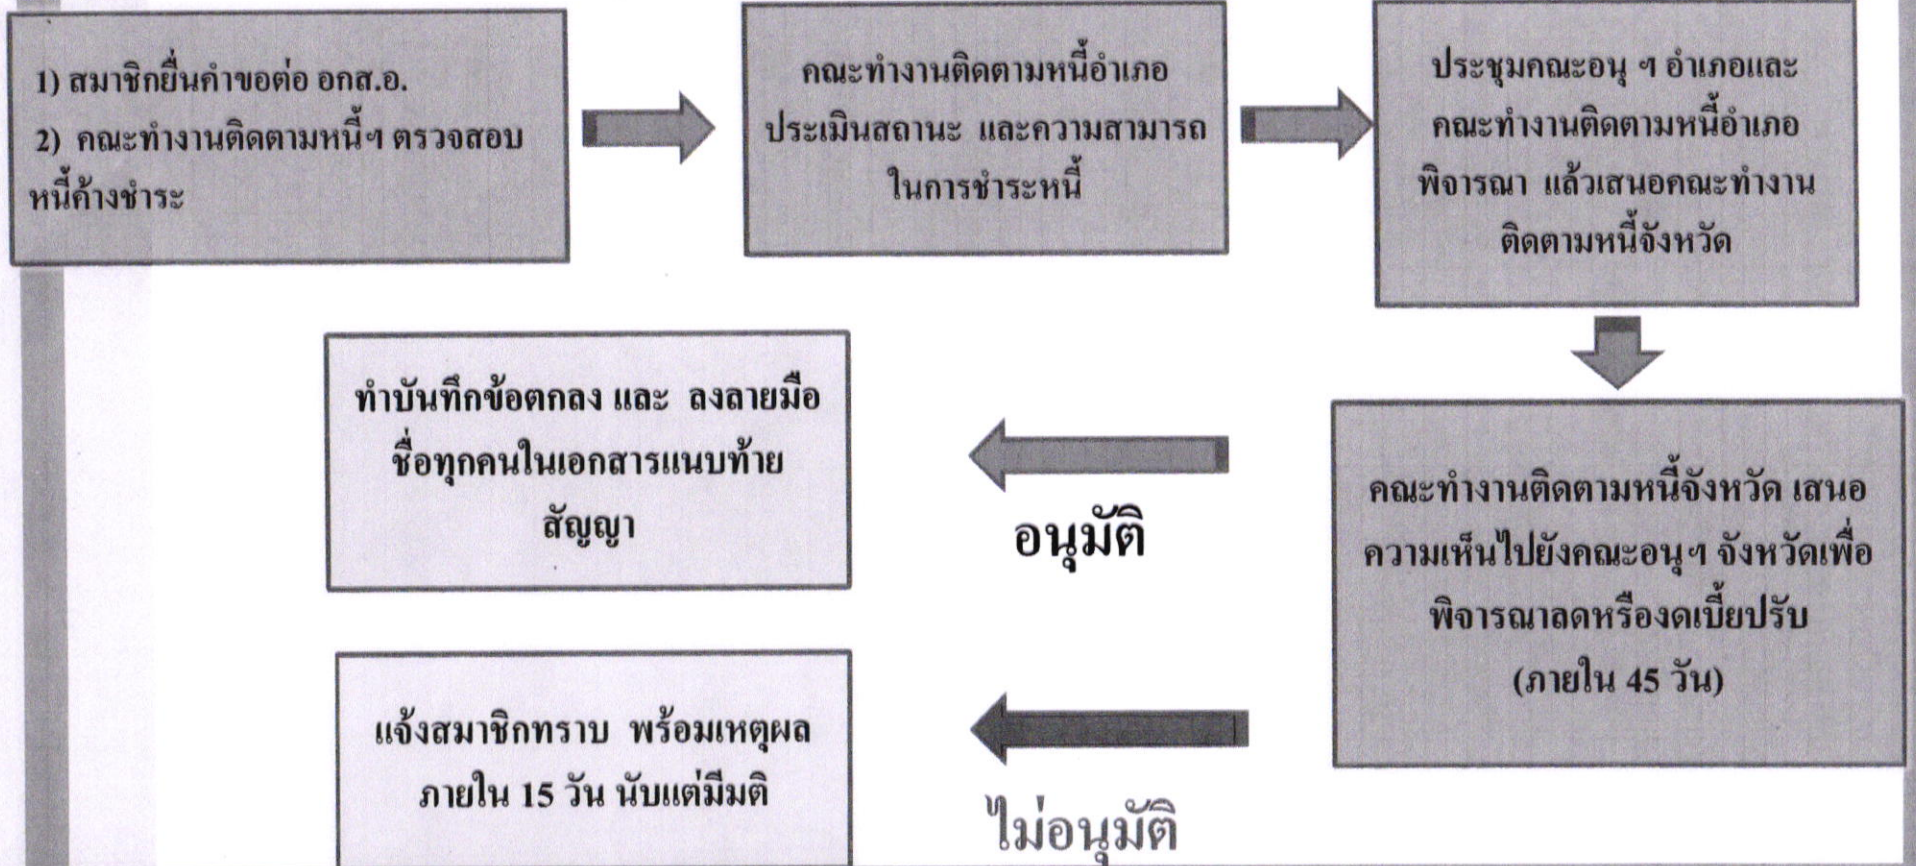 1) สมาชิกยื่นคำขอต่อ อกส.อ.
2) คณะทำงานติดตามหนี้ฯ ตรวจสอบ
หนี้ค้างชำระ
คณะทำงานติดตามหนี้อำเภอ
ประเมินสถานะ และความสามารถ
ในการชำระหนี้
ประชุมคณะอนุ ฯ อำเภอและ
คณะทำงานติดตามหนี้อำเภอ
พิจารณา แล้วเสนอคณะทำงาน
ติดตามหนี้จังหวัด
คณะทำงานติดตามหนี้จังหวัด เสนอ
ความเห็นไปยังคณะอนุฯ จังหวัดเพื่อ
พิจารณาลดหรืองดเบี้ยปรับ
(ภายใน 45 วัน)
อนุมัติ
ทำบันทึกข้อตกลง และ ลงลายมือ
ชื่อทุกคนในเอกสารแนบท้าย
สัญญา
ไม่อนุมัติ
แจ้งสมาชิกทราบ พร้อมเหตุผล
ภายใน 15 วัน นับแต่มีมติ